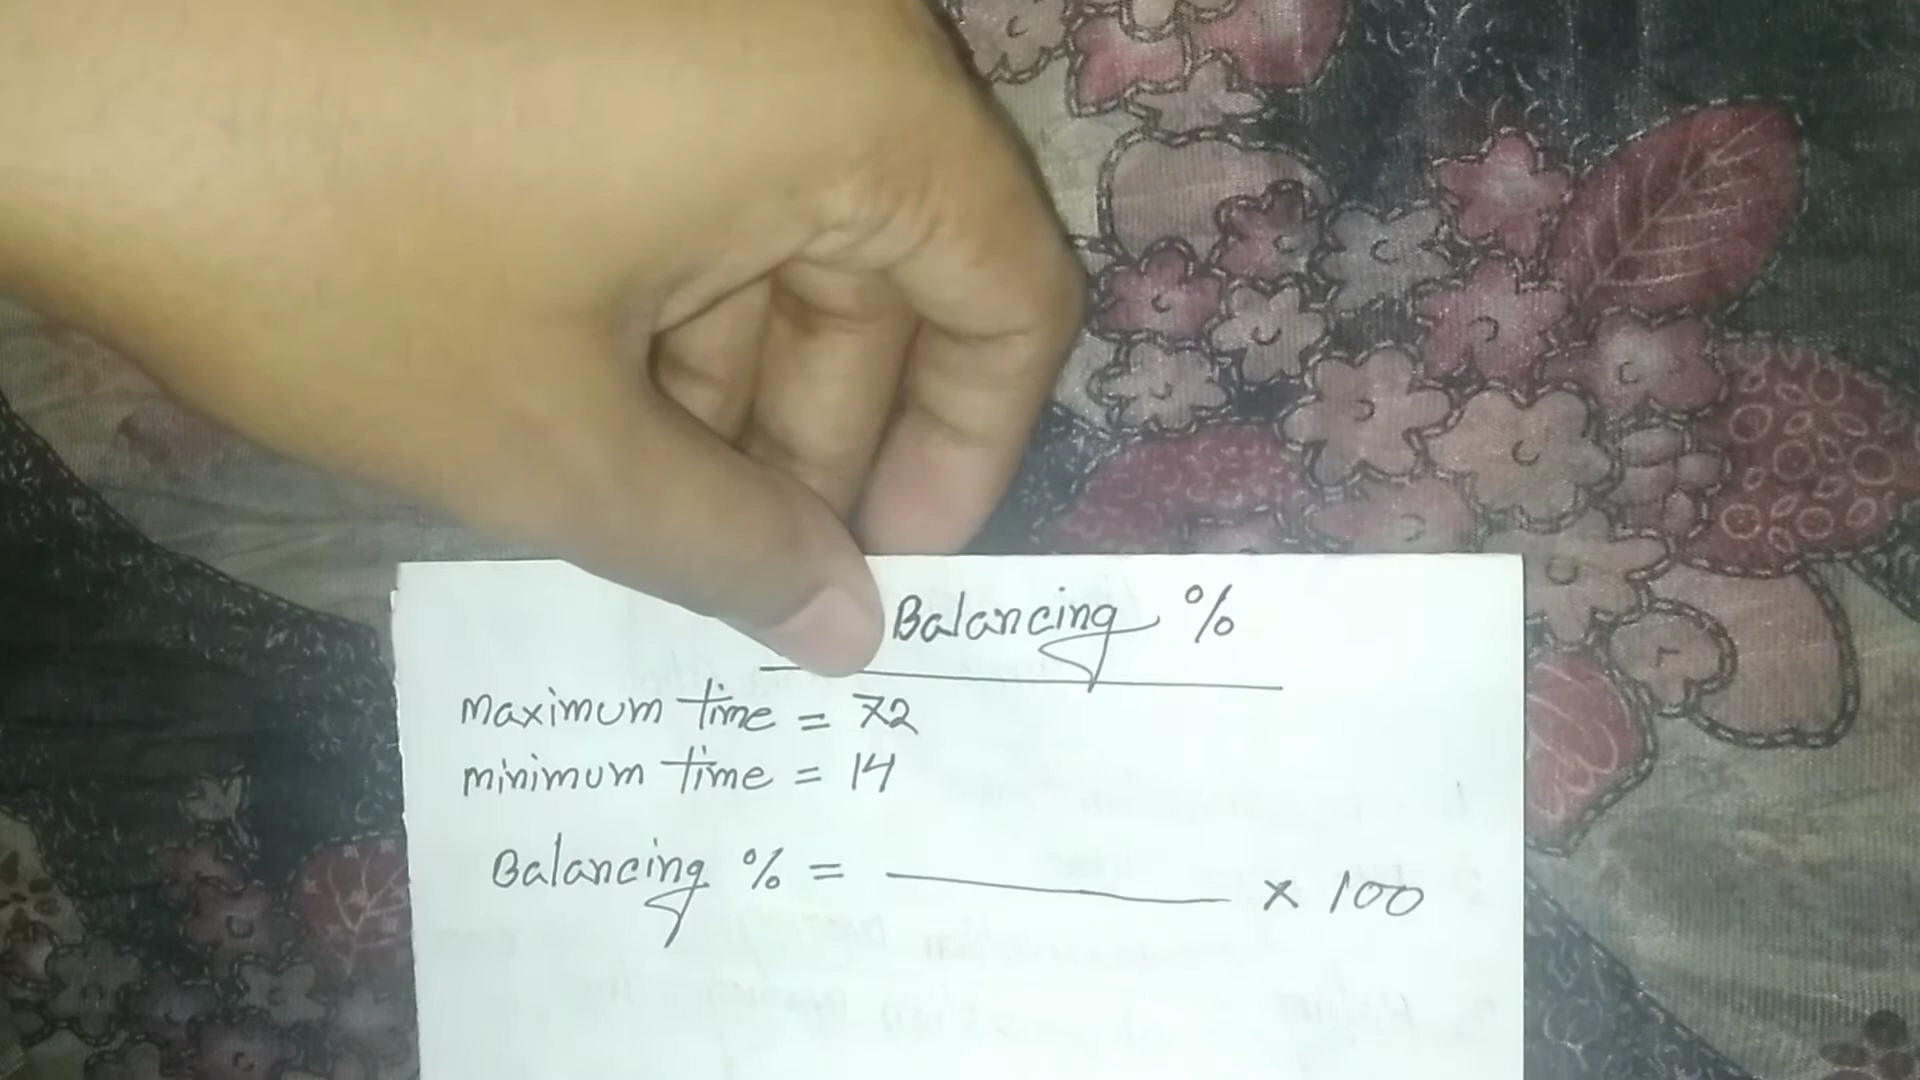 Balancing %
maximum time = 72
minimum time = 14
Balancing % = ——— × 100